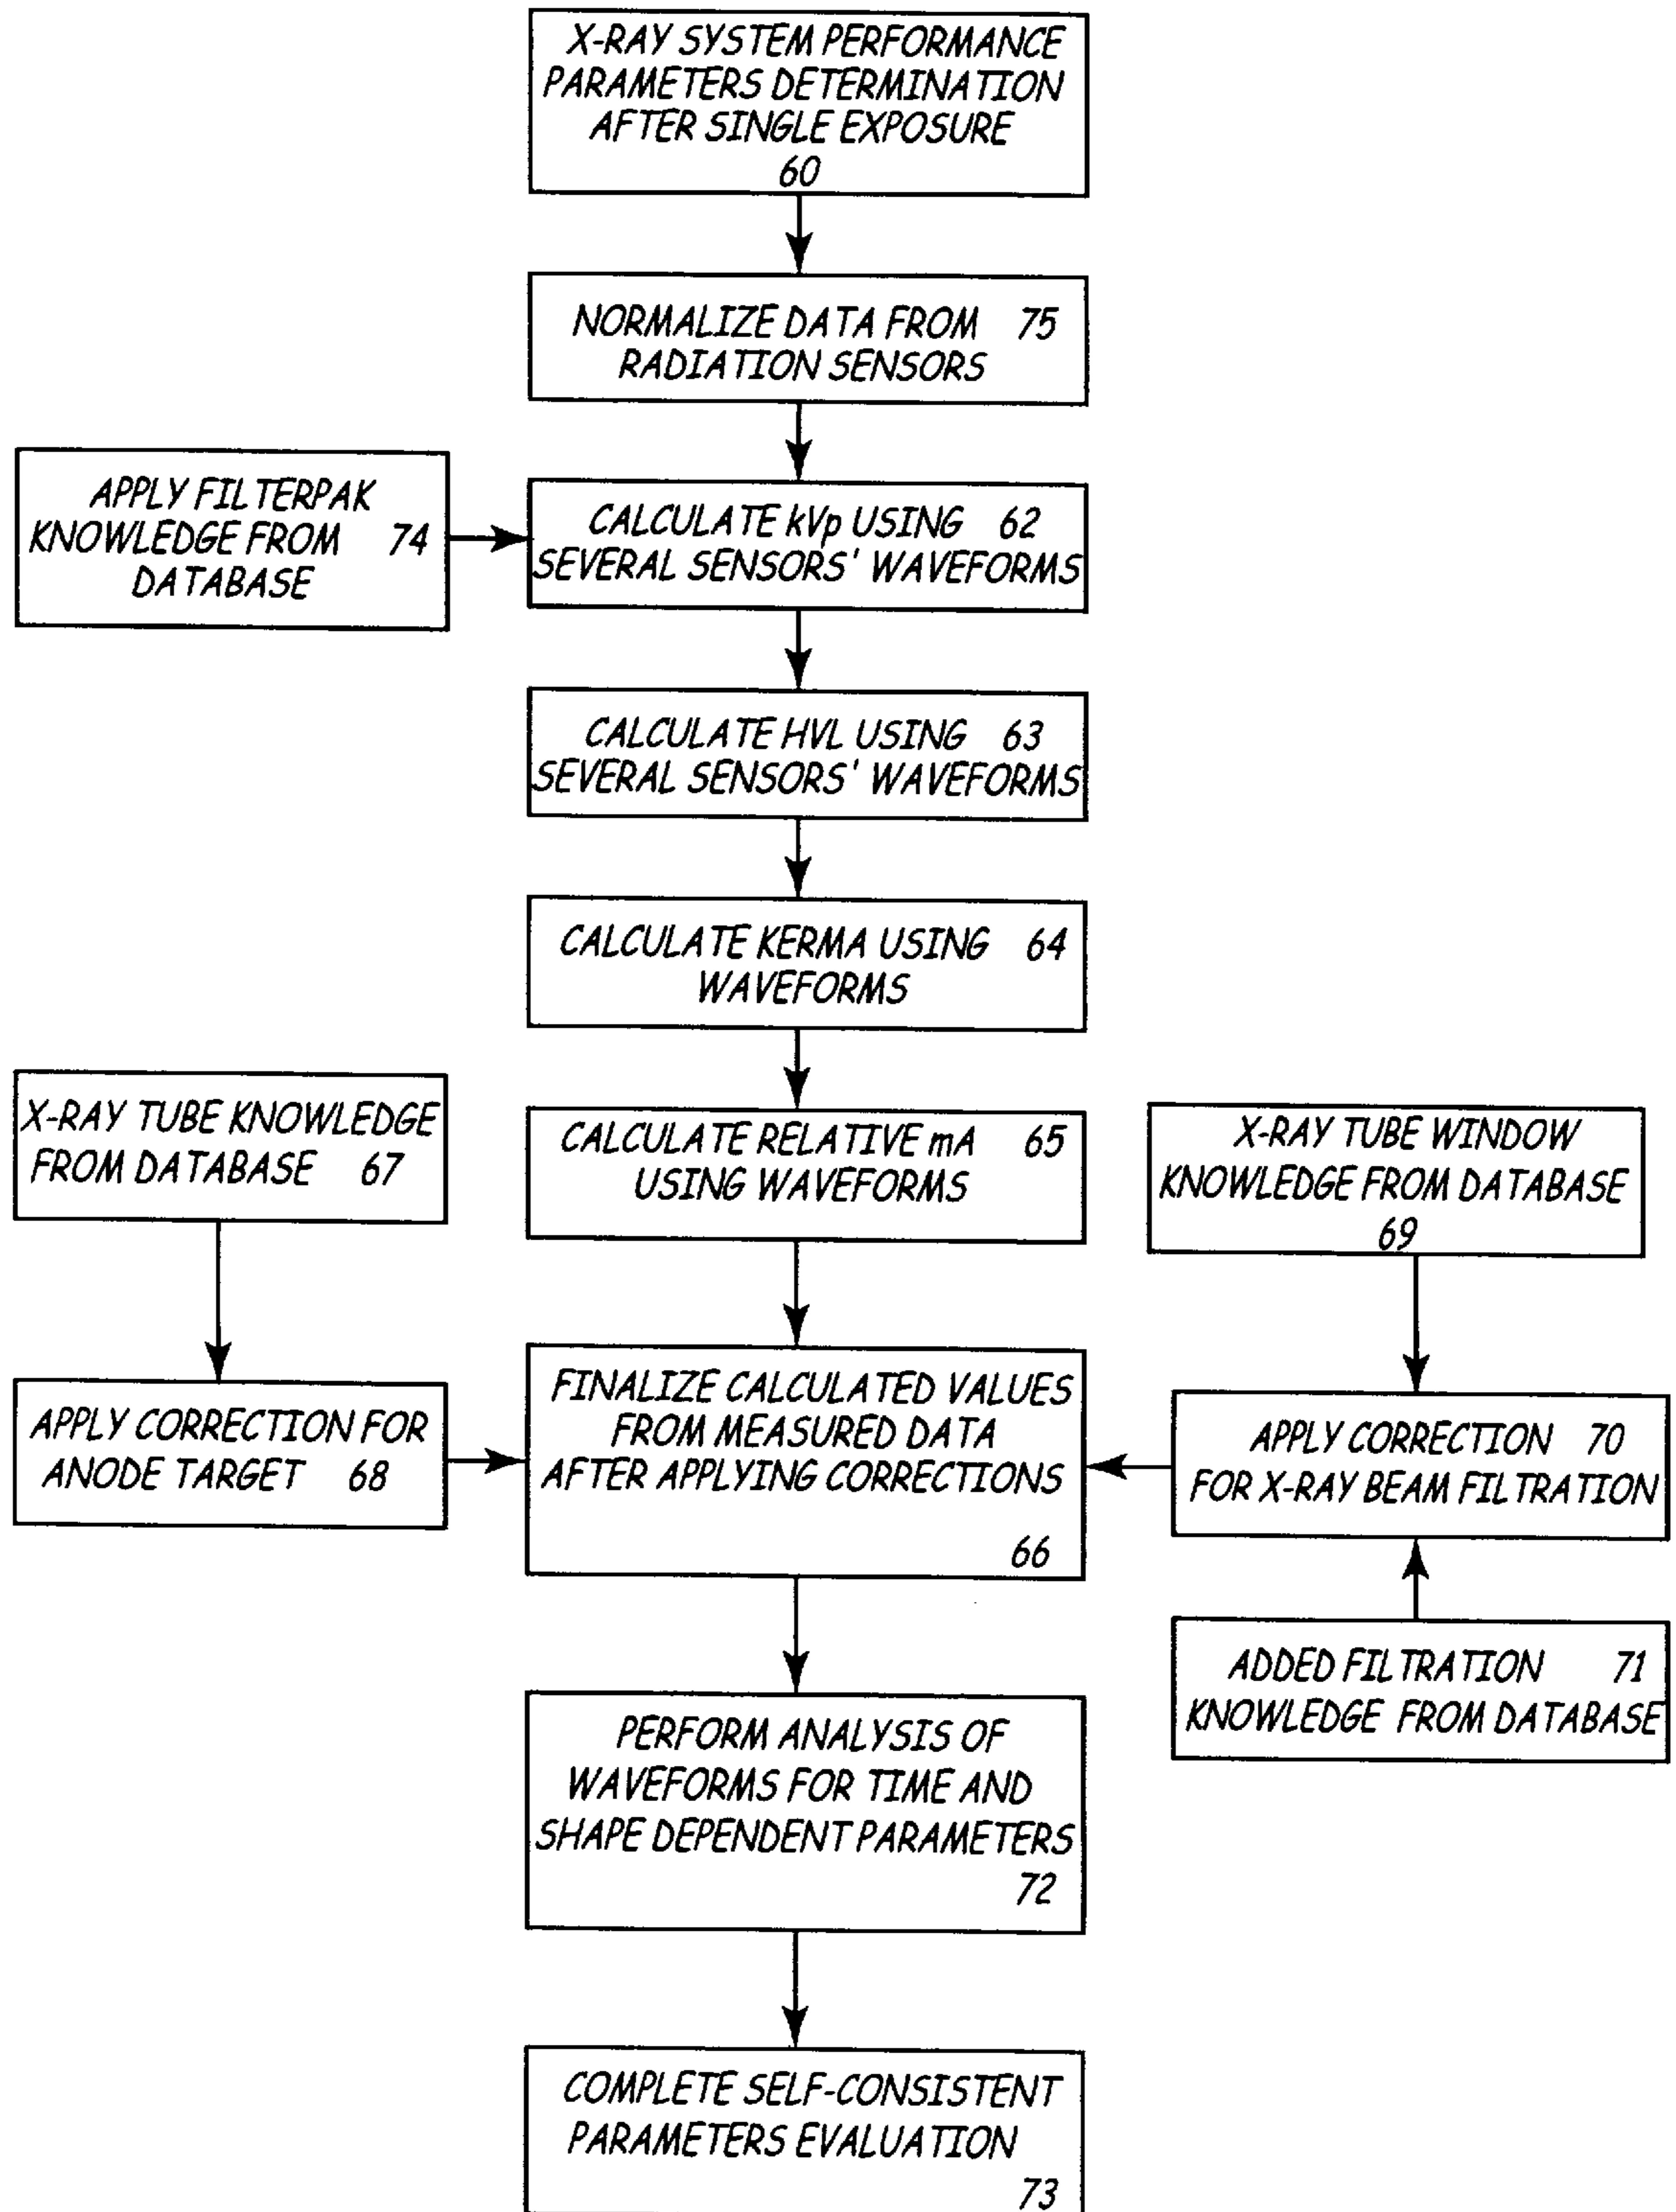 X-RAY SYSTEM PERFORMANCE
PARAMETERS DETERMINATION
AFTER SINGLE EXPOSURE
60
NORMALIZE DATA FROM 75
RADIATION SENSORS
APPLY FILTERPAK
KNOWLEDGE FROM 74
DATABASE
CALCULATE kVp USING 62
SEVERAL SENSORS' WAVEFORMS
CALCULATE HVL USING 63
SEVERAL SENSORS' WAVEFORMS
CALCULATE KERMA USING 64
WAVEFORMS
X-RAY TUBE KNOWLEDGE
FROM DATABASE 67
CALCULATE RELATIVE mA 65
USING WAVEFORMS
X-RAY TUBE WINDOW
KNOWLEDGE FROM DATABASE
69
APPLY CORRECTION FOR
ANODE TARGET 68
FINALIZE CALCULATED VALUES
FROM MEASURED DATA
AFTER APPLYING CORRECTIONS
66
APPLY CORRECTION 70
FOR X-RAY BEAM FILTRATION
ADDED FILTRATION 71
KNOWLEDGE FROM DATABASE
PERFORM ANALYSIS OF
WAVEFORMS FOR TIME AND
SHAPE DEPENDENT PARAMETERS
72
COMPLETE SELF-CONSISTENT
PARAMETERS EVALUATION
73